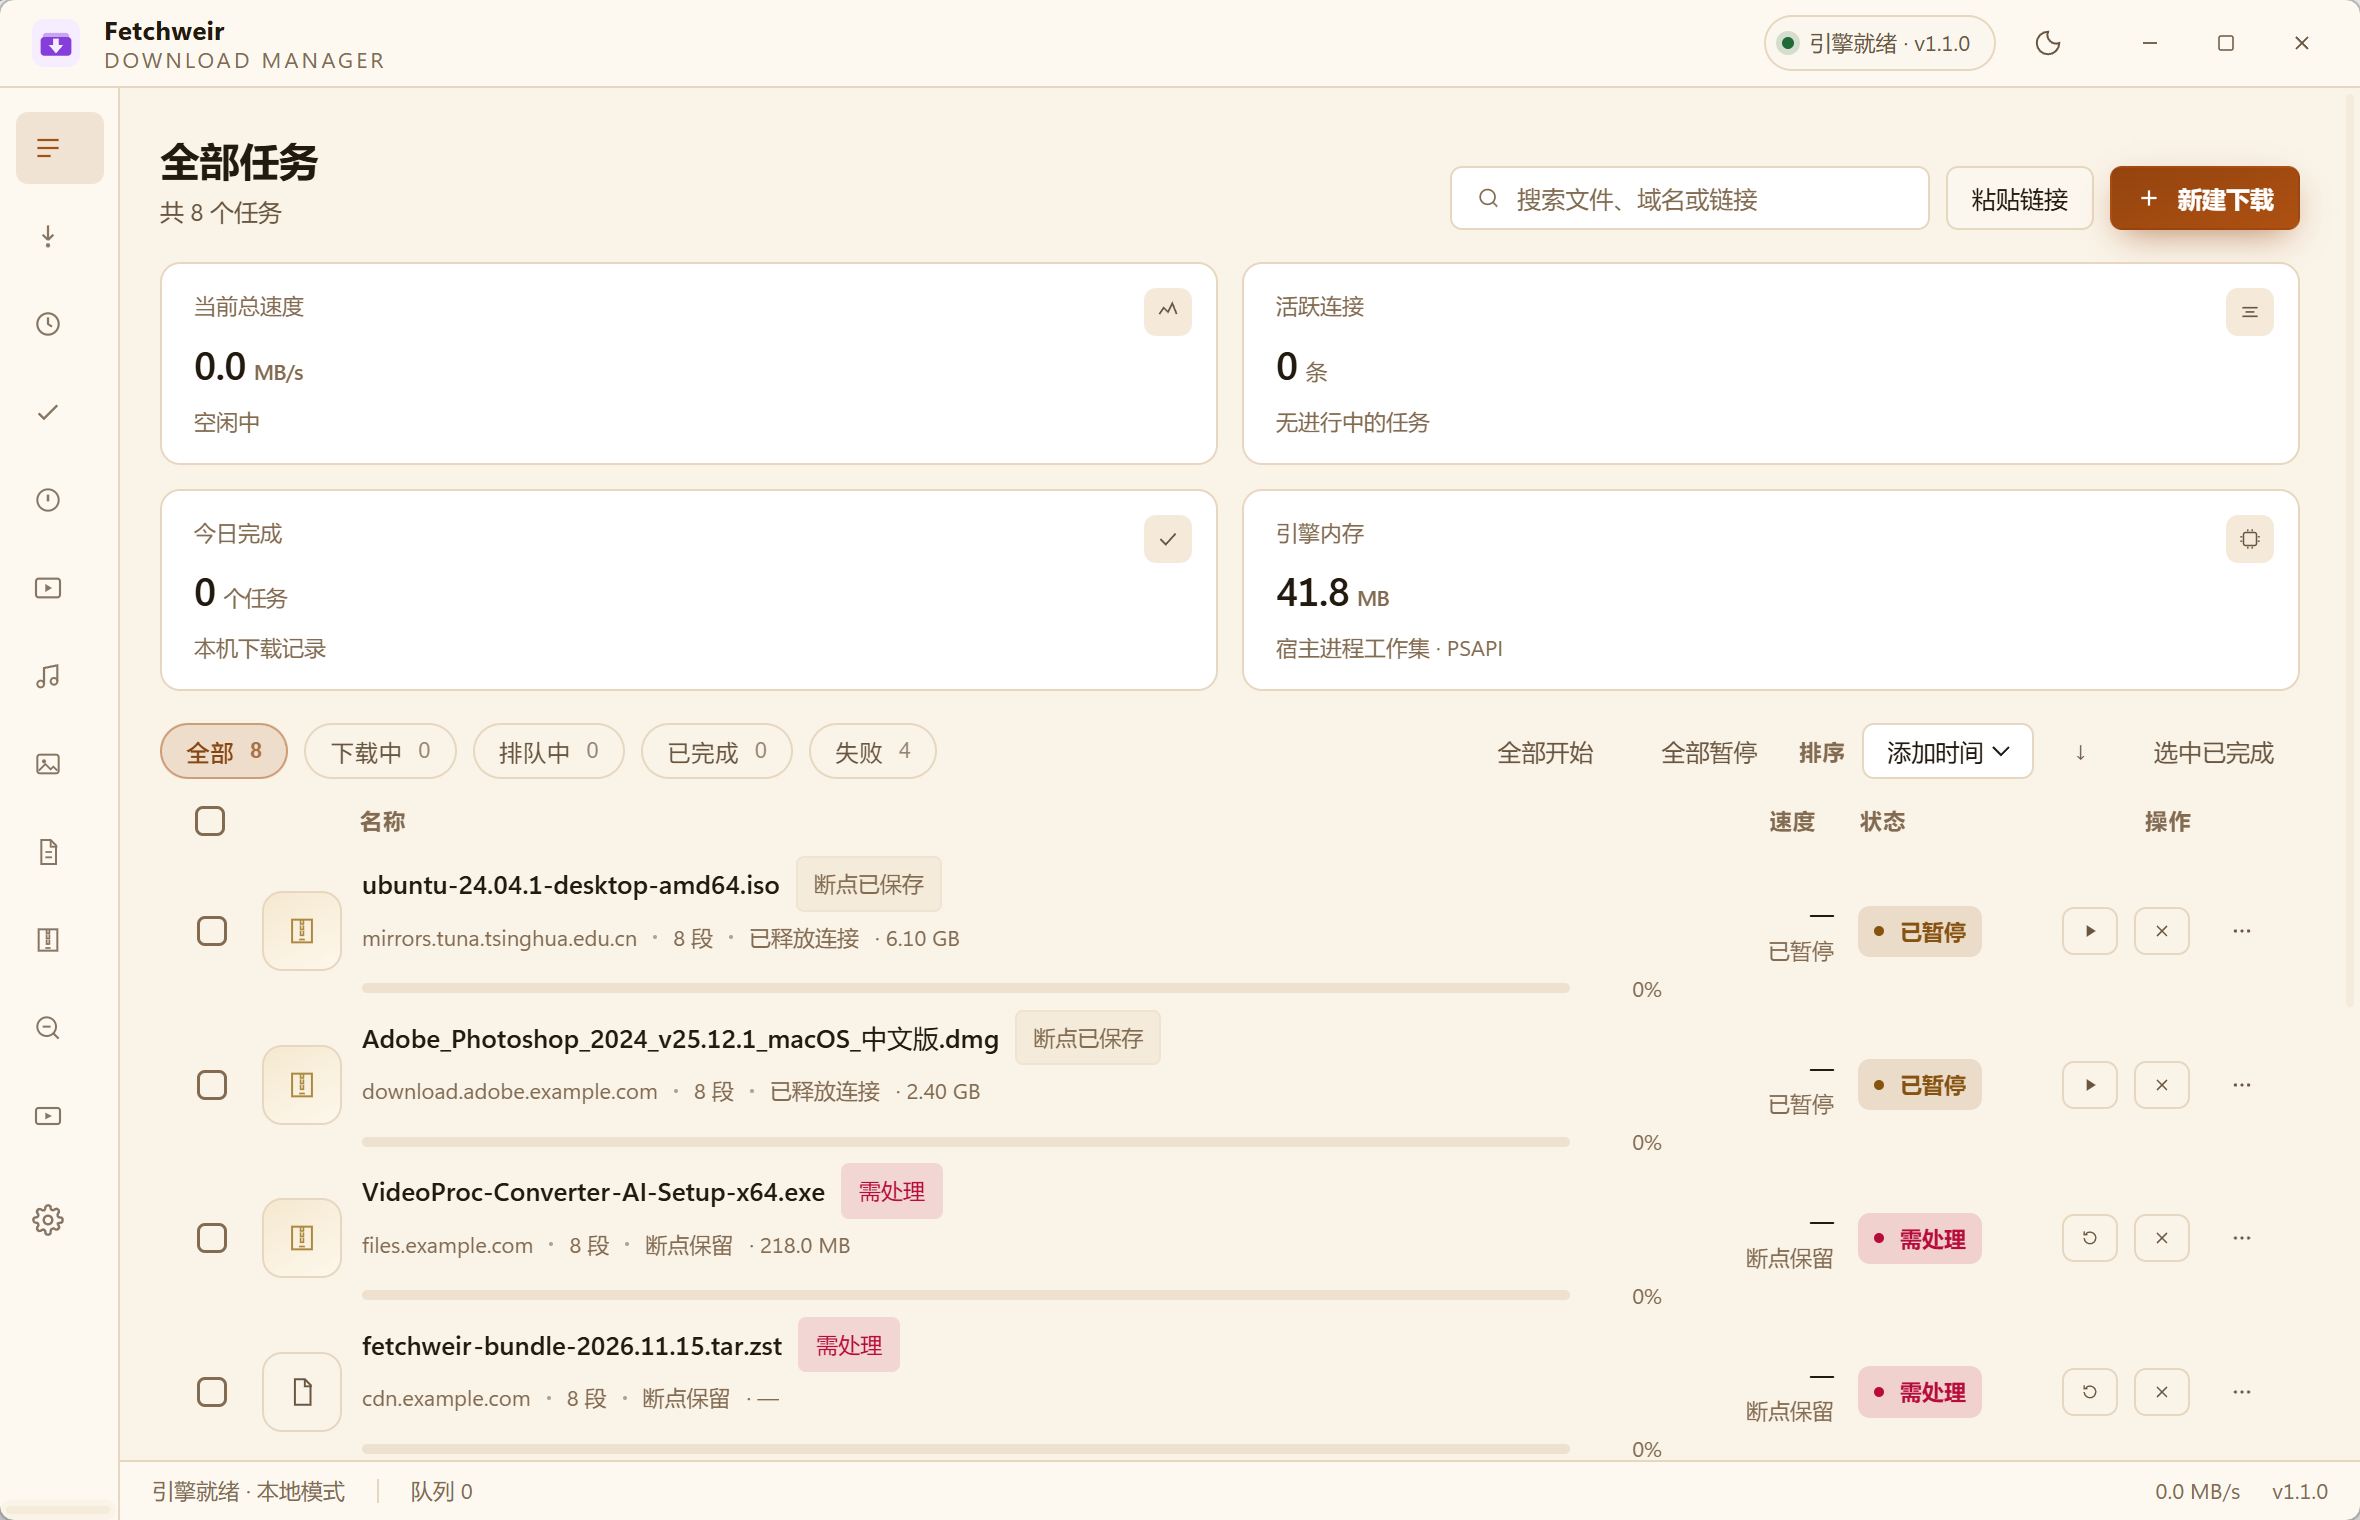 Fetchweir
DOWNLOAD MANAGER
引擎就绪 · v1.1.0
全部任务
共 8 个任务
搜索文件、域名或链接
粘贴链接
+ 新建下载
当前总速度
0.0 MB/s
空闲中
活跃连接
0 条
无进行中的任务
今日完成
0 个任务
本机下载记录
引擎内存
41.8 MB
宿主进程工作集 · PSAPI
全部 8
下载中 0
排队中 0
已完成 0
失败 4
全部开始
全部暂停
排序
添加时间
↓
选中已完成
名称
速度
状态
操作
ubuntu-24.04.1-desktop-amd64.iso 断点已保存
mirrors.tuna.tsinghua.edu.cn · 8 段 · 已释放连接 · 6.10 GB
0%
—
已暂停
已暂停
Adobe_Photoshop_2024_v25.12.1_macOS_中文版.dmg 断点已保存
download.adobe.example.com · 8 段 · 已释放连接 · 2.40 GB
0%
—
已暂停
已暂停
VideoProc-Converter-AI-Setup-x64.exe 需处理
files.example.com · 8 段 · 断点保留 · 218.0 MB
0%
—
断点保留
需处理
fetchweir-bundle-2026.11.15.tar.zst 需处理
cdn.example.com · 8 段 · 断点保留 · —
0%
—
断点保留
需处理
引擎就绪 · 本地模式
队列 0
0.0 MB/s
v1.1.0